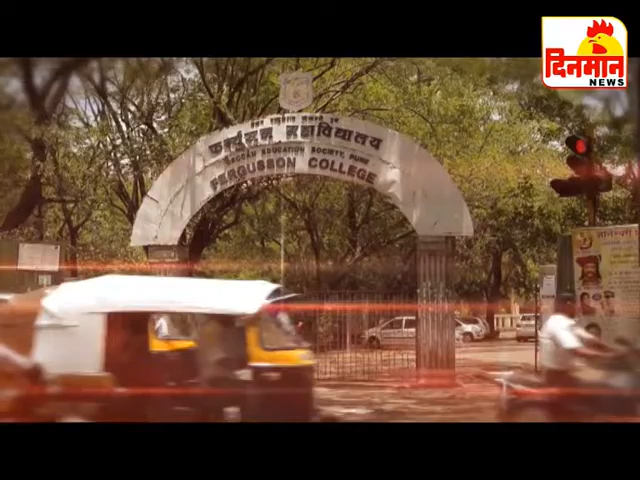 दिनमान
NEWS
फर्ग्युसन महाविद्यालय
DECCAN EDUCATION SOCIETY, PUNE
FERGUSSON COLLEGE